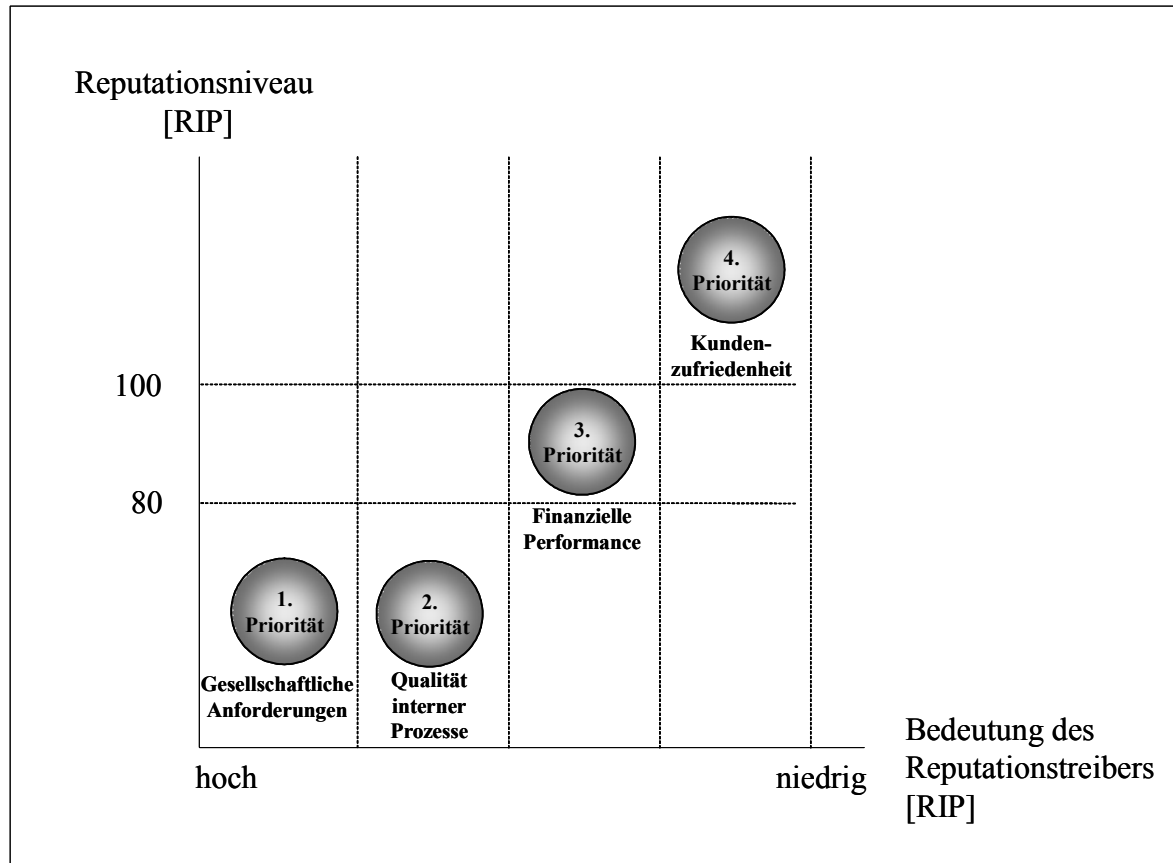 Reputationsniveau
[RIP]
4.
Priorität
Kunden-
zufriedenheit
100
3.
Priorität
80
Finanzielle
Performance
1.
Priorität
2.
Priorität
Gesellschaftliche
Anforderungen
Qualität
interner
Prozesse
hoch
niedrig
Bedeutung des
Reputationstreibers
[RIP]